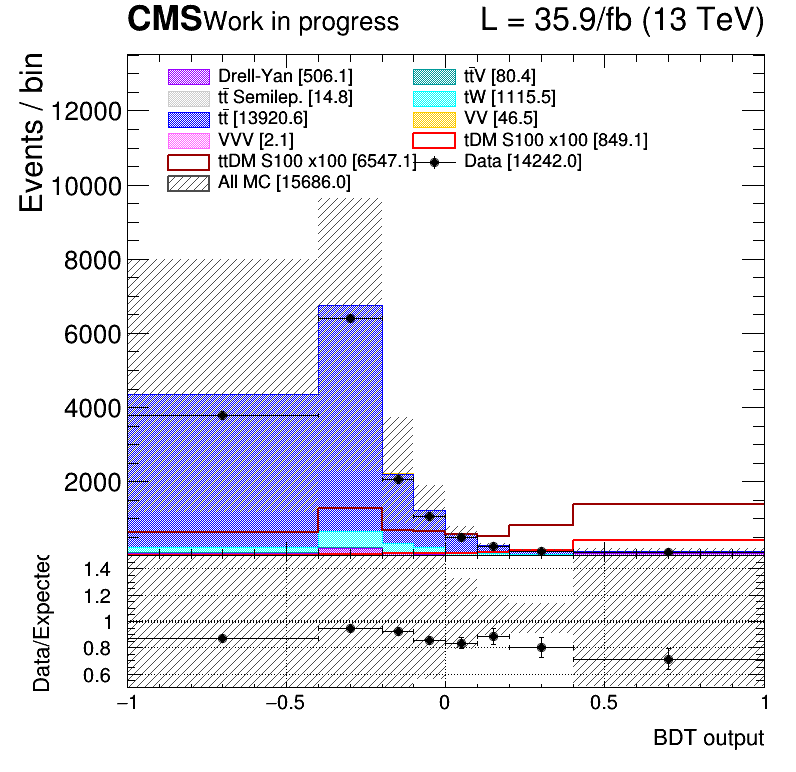 CMS Work in progress L = 35.9/fb (13 TeV)
Events / bin
Drell-Yan [506.1] tt̄V [80.4]
tt̄ Semilep. [14.8] tW [1115.5]
tt̄ [13920.6] VV [46.5]
VVV [2.1] tDM S100 x100 [849.1]
ttDM S100 x100 [6547.1] Data [14242.0]
All MC [15686.0]
12000
10000
8000
6000
4000
2000
Data/Expected
1.4
1.2
1
0.8
0.6
−1 −0.5 0 0.5 1
BDT output